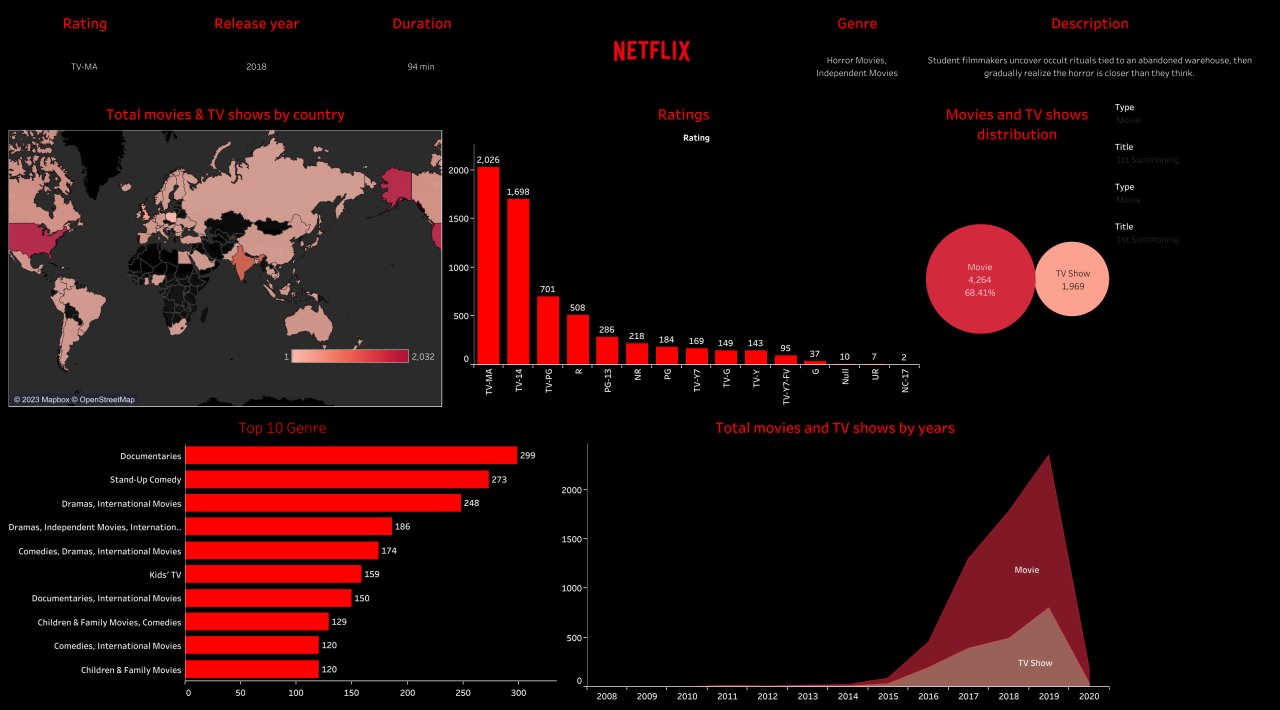 Rating
Release year
Duration
Genre
Description
TV-MA
2018
94 min
NETFLIX
Horror Movies,
Independent Movies
Student filmmakers uncover occult rituals tied to an abandoned warehouse, then
gradually realize the horror is closer than they think.
Total movies & TV shows by country
1
2,032
© 2023 Mapbox © OpenStreetMap
Ratings
Rating
2000
1500
1000
500
0
2,026
1,698
701
508
286
218
184
169
149
143
95
37
10
7
2
TV-MA
TV-14
TV-PG
R
PG-13
NR
PG
TV-Y7
TV-G
TV-Y
TV-Y7-FV
G
Null
UR
NC-17
Movies and TV shows
distribution
Movie
4,264
68.41%
TV Show
1,969
Type
Movie
Title
1st Summoning
Type
Movie
Title
1st Summoning
Top 10 Genre
Documentaries 299
Stand-Up Comedy 273
Dramas, International Movies 248
Dramas, Independent Movies, Internation.. 186
Comedies, Dramas, International Movies 174
Kids' TV 159
Documentaries, International Movies 150
Children & Family Movies, Comedies 129
Comedies, International Movies 120
Children & Family Movies 120
0 50 100 150 200 250 300
Total movies and TV shows by years
2000
1500
1000
500
0
Movie
TV Show
2008 2009 2010 2011 2012 2013 2014 2015 2016 2017 2018 2019 2020